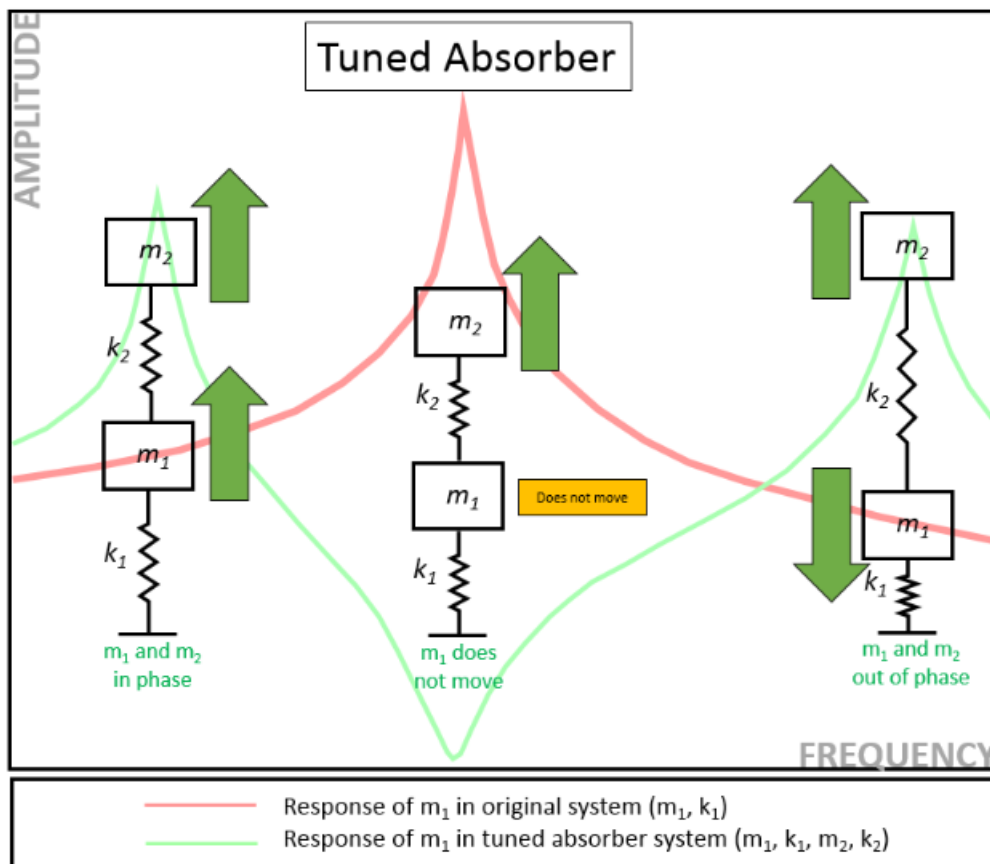 AMPLITUDE
Tuned Absorber
m2
k2
m1
k1
m1 and m2
in phase
m2
k2
m1
Does not move
k1
m1 does
not move
m2
k2
m1
k1
m1 and m2
out of phase
FREQUENCY
Response of m1 in original system (m1, k1)
Response of m1 in tuned absorber system (m1, k1, m2, k2)